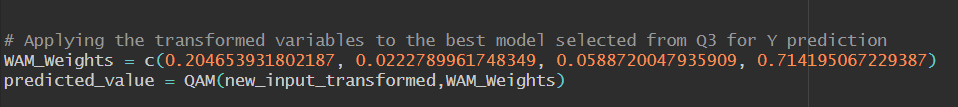 # Applying the transformed variables to the best model selected from Q3 for Y prediction
WAM_Weights = c(0.204653931802187, 0.0222789961748349, 0.0588720047935909, 0.714195067229387)
predicted_value = QAM(new_input_transformed,WAM_Weights)